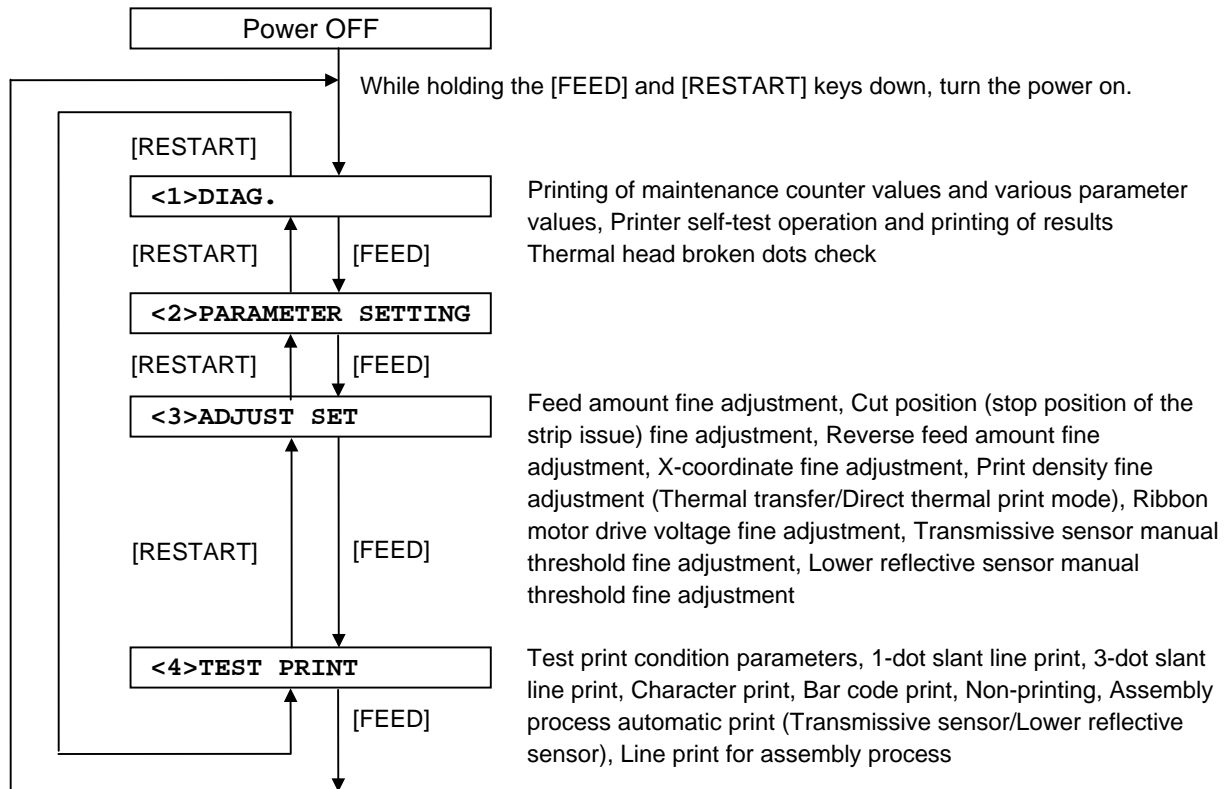 Power OFF
While holding the [FEED] and [RESTART] keys down, turn the power on.
[RESTART]
<1>DIAG.
Printing of maintenance counter values and various parameter
values, Printer self-test operation and printing of results
Thermal head broken dots check
[RESTART] [FEED]
<2>PARAMETER SETTING
[RESTART] [FEED]
<3>ADJUST SET
Feed amount fine adjustment, Cut position (stop position of the
strip issue) fine adjustment, Reverse feed amount fine
adjustment, X-coordinate fine adjustment, Print density fine
adjustment (Thermal transfer/Direct thermal print mode), Ribbon
motor drive voltage fine adjustment, Transmissive sensor manual
threshold fine adjustment, Lower reflective sensor manual
threshold fine adjustment
[RESTART] [FEED]
<4>TEST PRINT
Test print condition parameters, 1-dot slant line print, 3-dot slant
line print, Character print, Bar code print, Non-printing, Assembly
process automatic print (Transmissive sensor/Lower reflective
sensor), Line print for assembly process
[FEED]